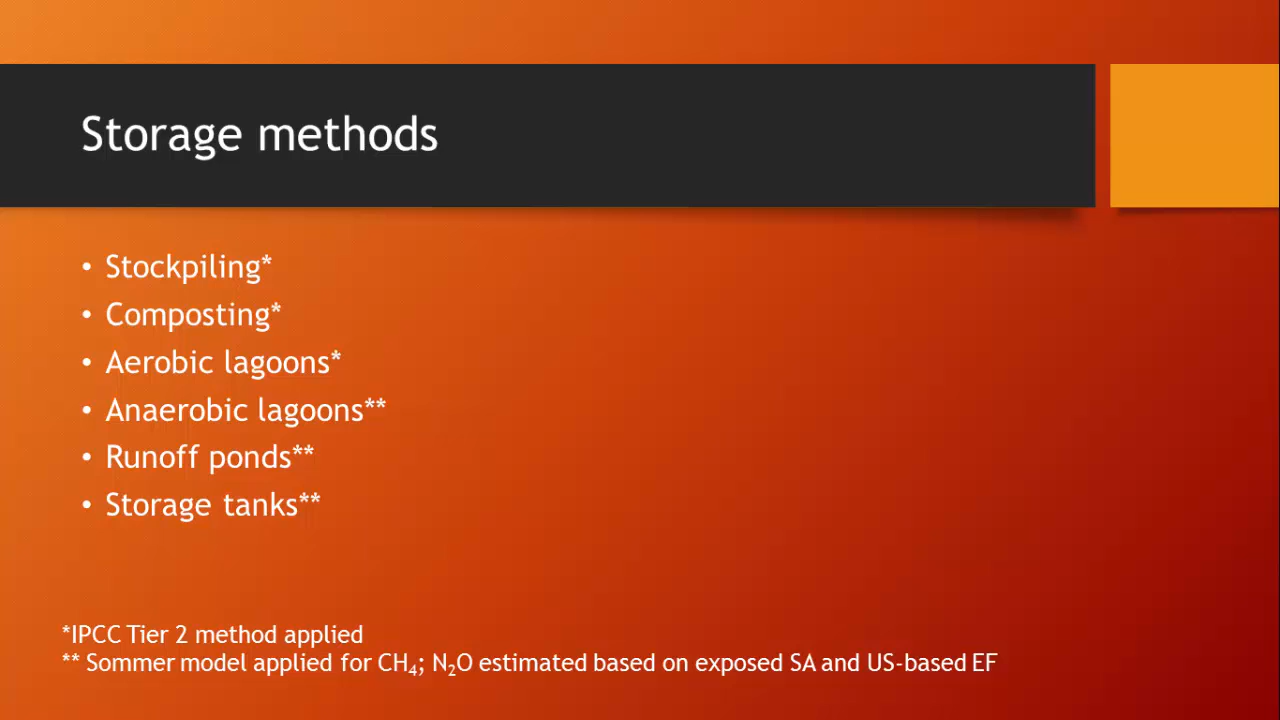 Storage methods
• Stockpiling*
• Composting*
• Aerobic lagoons*
• Anaerobic lagoons**
• Runoff ponds**
• Storage tanks**
*IPCC Tier 2 method applied
** Sommer model applied for CH₄; N₂O estimated based on exposed SA and US-based EF